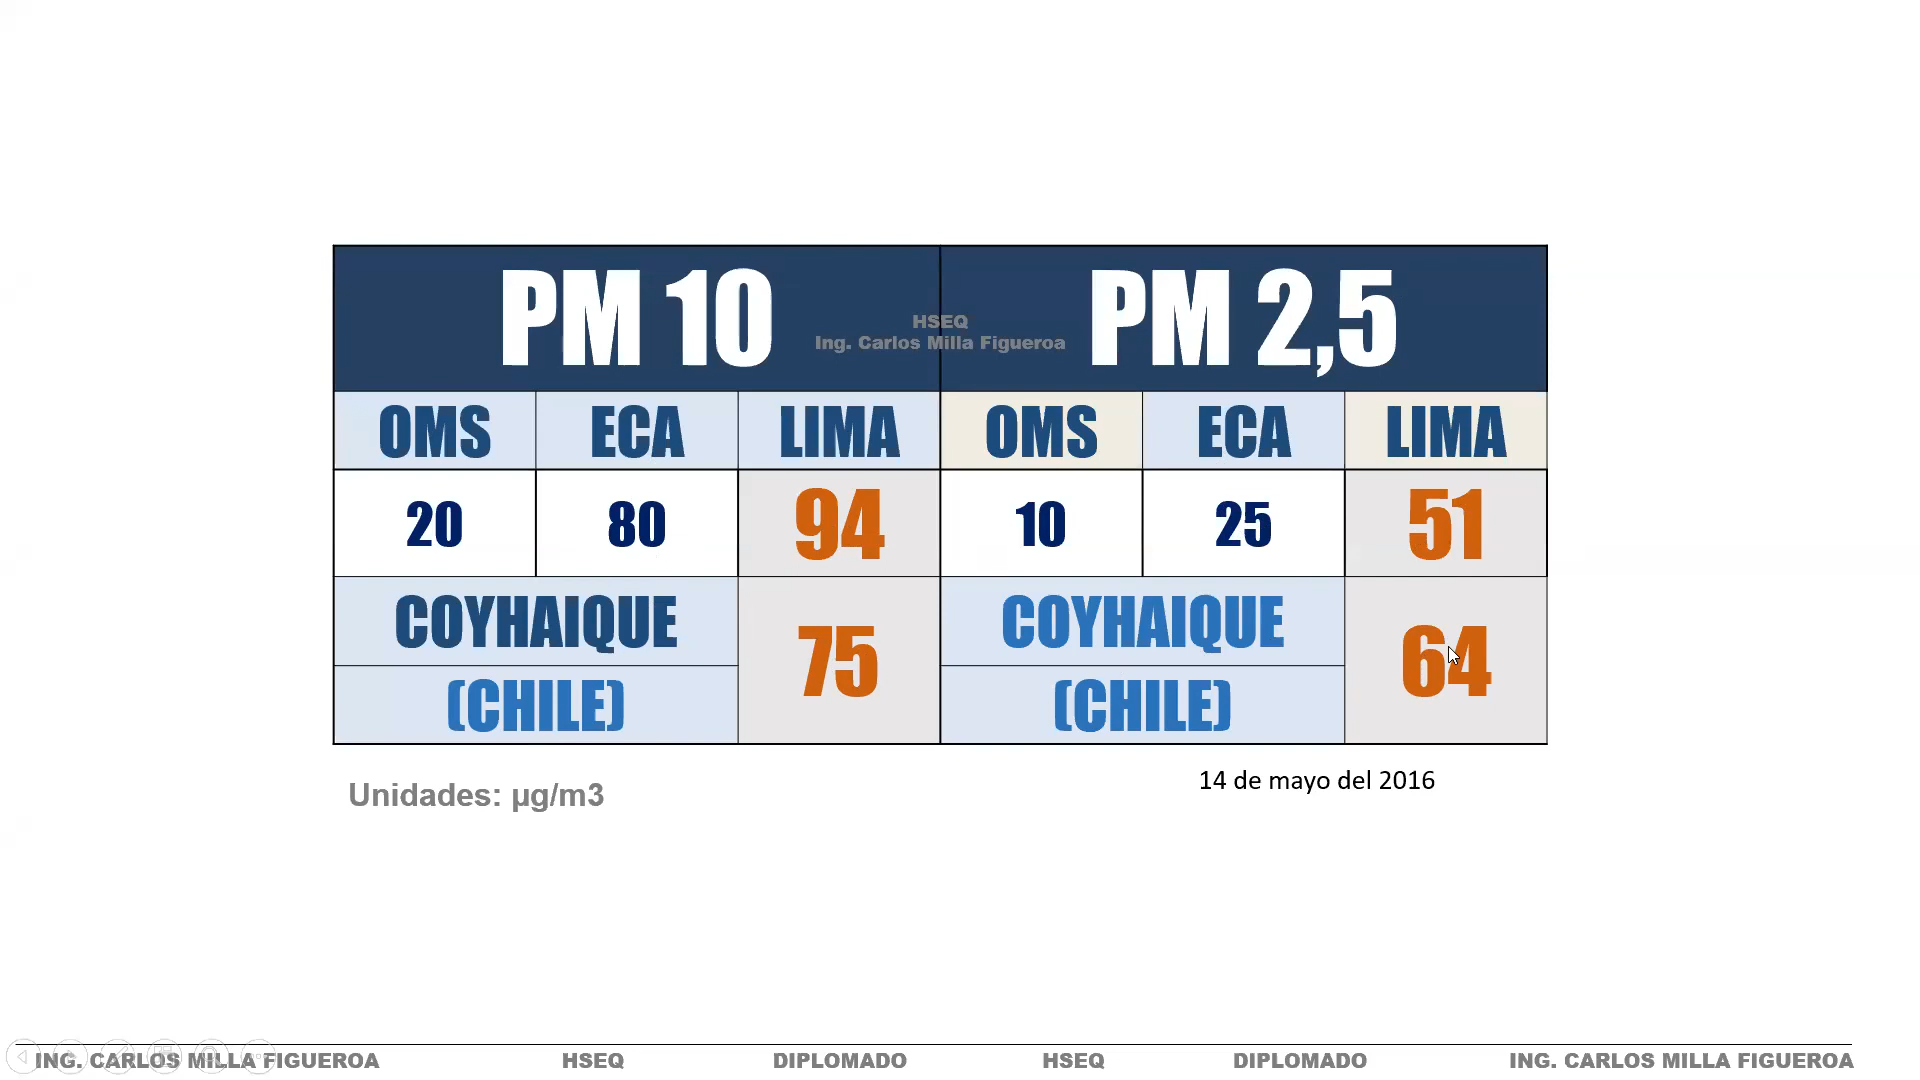 PM 10 PM 2,5
HSEQ
Ing. Carlos Milla Figueroa
OMS ECA LIMA OMS ECA LIMA
20 80 94 10 25 51
COYHAIQUE 75 COYHAIQUE 64
(CHILE) (CHILE)
Unidades: µg/m3
14 de mayo del 2016
ING. CARLOS MILLA FIGUEROA HSEQ DIPLOMADO HSEQ DIPLOMADO ING. CARLOS MILLA FIGUEROA